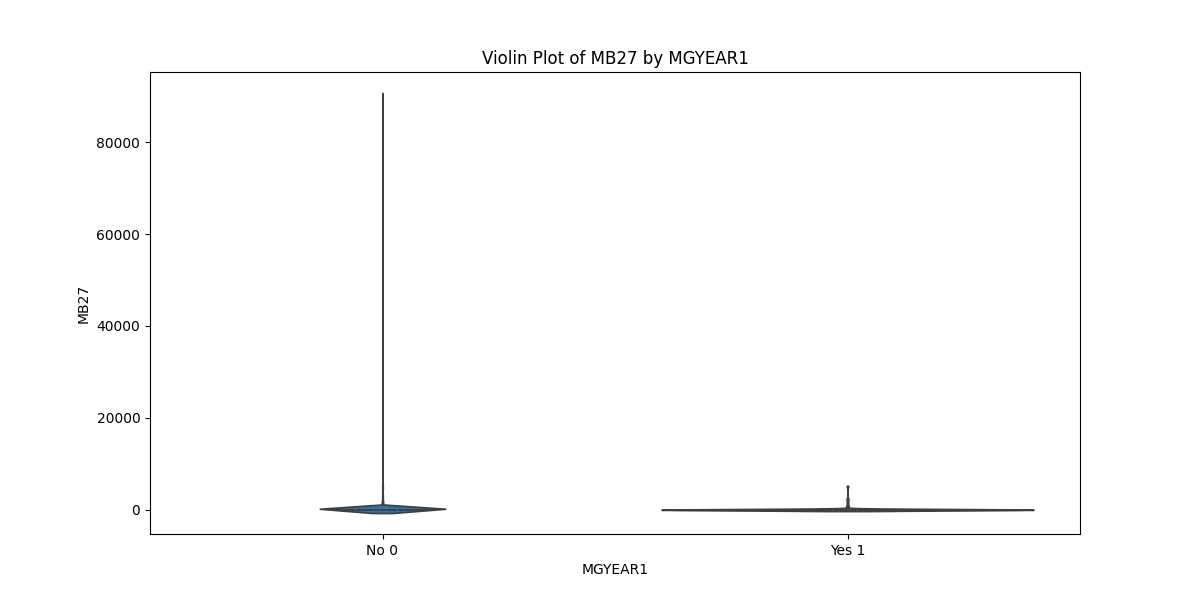 Violin Plot of MB27 by MGYEAR1
80000
60000
40000
20000
0
MB27
No 0
Yes 1
MGYEAR1